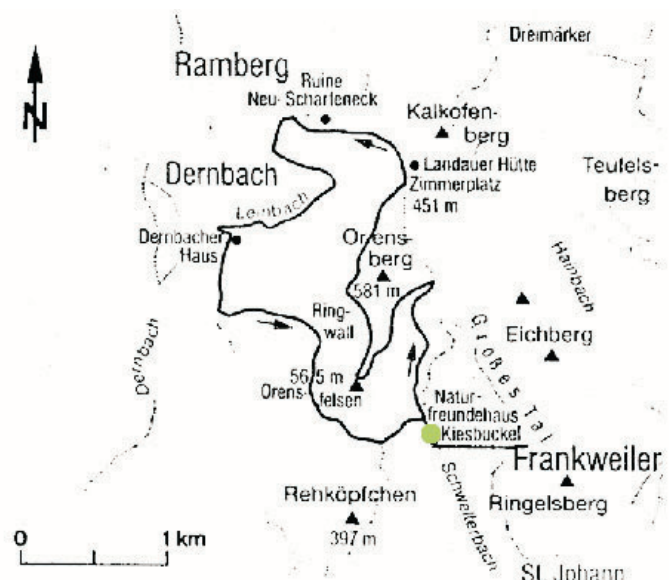 Dreimärker
Ramberg
Ruine
Neu-Scharfeneck
Kalkofen-
berg
N
Landauer Hütte
Zimmerplatz
451 m
Teufels-
berg
Dernbach
Leinbach
Dernbacher
Haus
Orens-
berg
581 m
Hainbach
Ring-
wall
Großes Tal
Eichberg
Dernbach
56,5 m
Orens-
felsen
Natur-
freundehaus
Kiesbuckel
Frankweiler
Ringelsberg
Rehköpfchen
397 m
Schweiterbach
0 1 km
St. Johann